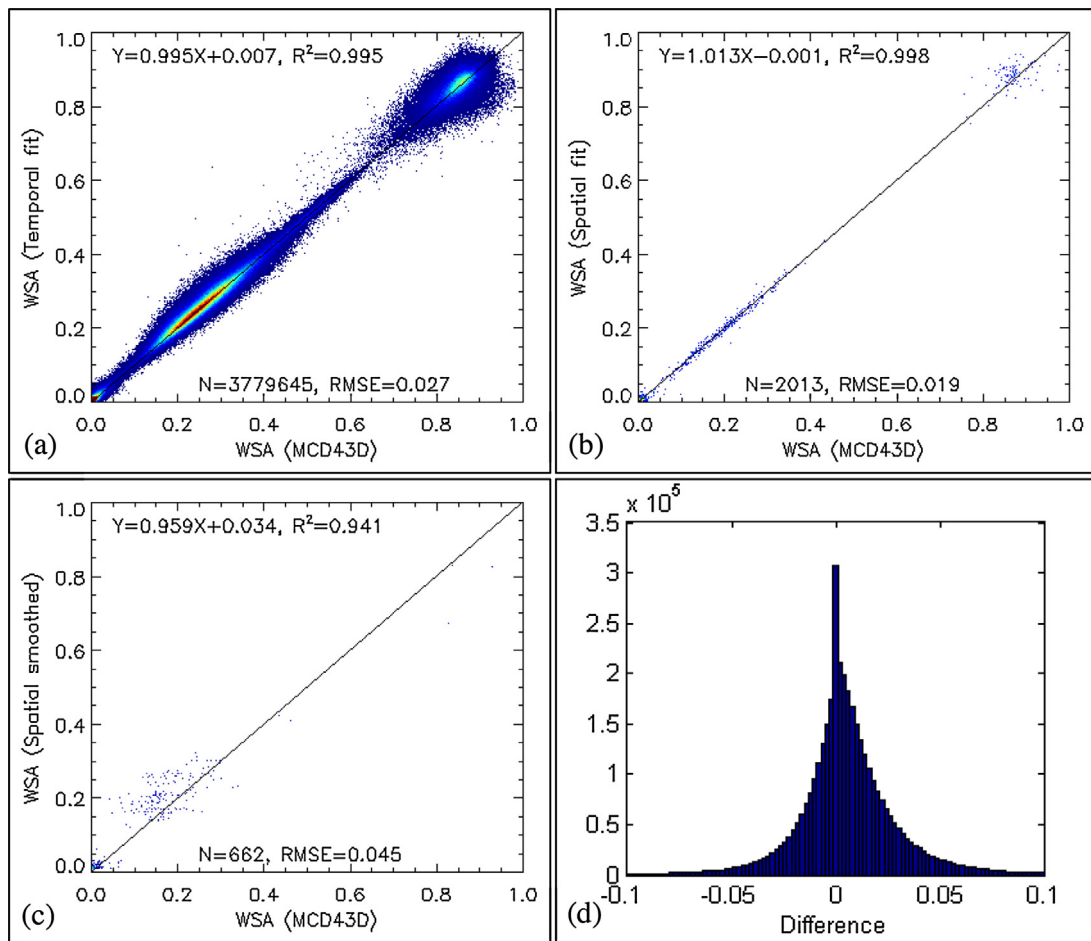 Y=0.995X+0.007, R²=0.995
1.0
0.8
0.6
0.4
0.2
0.0
WSA (Temporal fit)
N=3779645, RMSE=0.027
0.0 0.2 0.4 0.6 0.8 1.0
WSA (MCD43D)
(a)
Y=1.013X−0.001, R²=0.998
1.0
0.8
0.6
0.4
0.2
0.0
WSA (Spatial fit)
N=2013, RMSE=0.019
0.0 0.2 0.4 0.6 0.8 1.0
WSA (MCD43D)
(b)
Y=0.959X+0.034, R²=0.941
1.0
0.8
0.6
0.4
0.2
0.0
WSA (Spatial smoothed)
N=662, RMSE=0.045
0.0 0.2 0.4 0.6 0.8 1.0
WSA (MCD43D)
(c)
x 10⁵
3.5
3
2.5
2
1.5
1
0.5
0
-0.1 -0.05 0 0.05 0.1
Difference
(d)